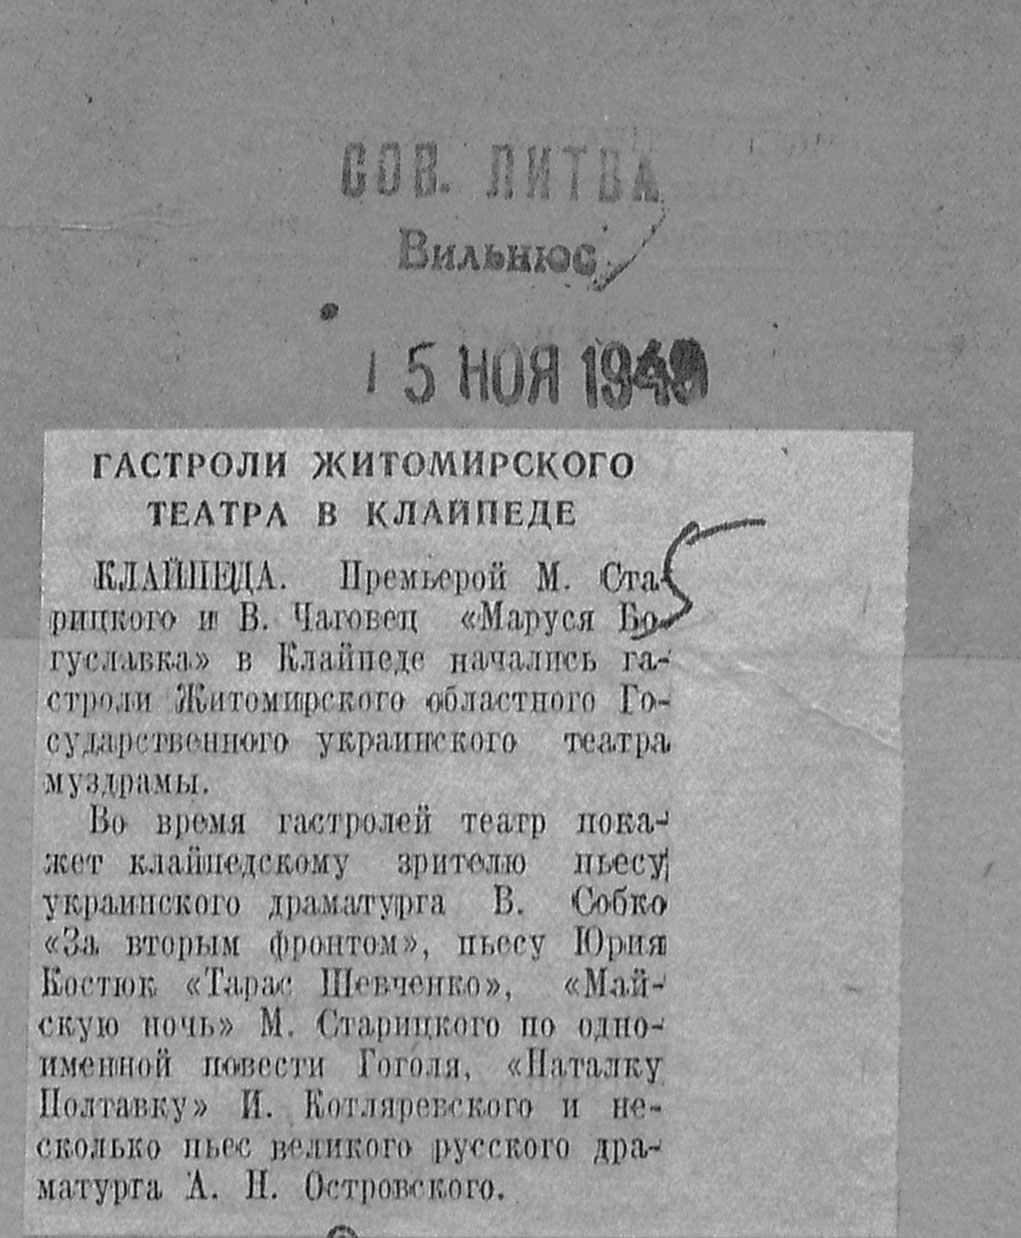 СОВ. ЛИТВА
Вильнюс
15 НОЯ 1949
ГАСТРОЛИ ЖИТОМИРСКОГО
ТЕАТРА В КЛАЙПЕДЕ
КЛАЙПЕДА. Премьерой М. Ста-
рицкого и В. Чаговец «Маруся Бо-
гуславка» в Клайпеде начались га-
строли Житомирского областного Го-
сударственного украинского театра
муздрамы.
Во время гастролей театр пока-
жет клайпедскому зрителю пьесу
украинского драматурга В. Собко
«За вторым фронтом», пьесу Юрия
Костюк «Тарас Шевченко», «Май-
скую ночь» М. Старицкого по одно-
именной повести Гоголя, «Наталку
Полтавку» И. Котляревского и не-
сколько пьес великого русского дра-
матурга А. Н. Островского.